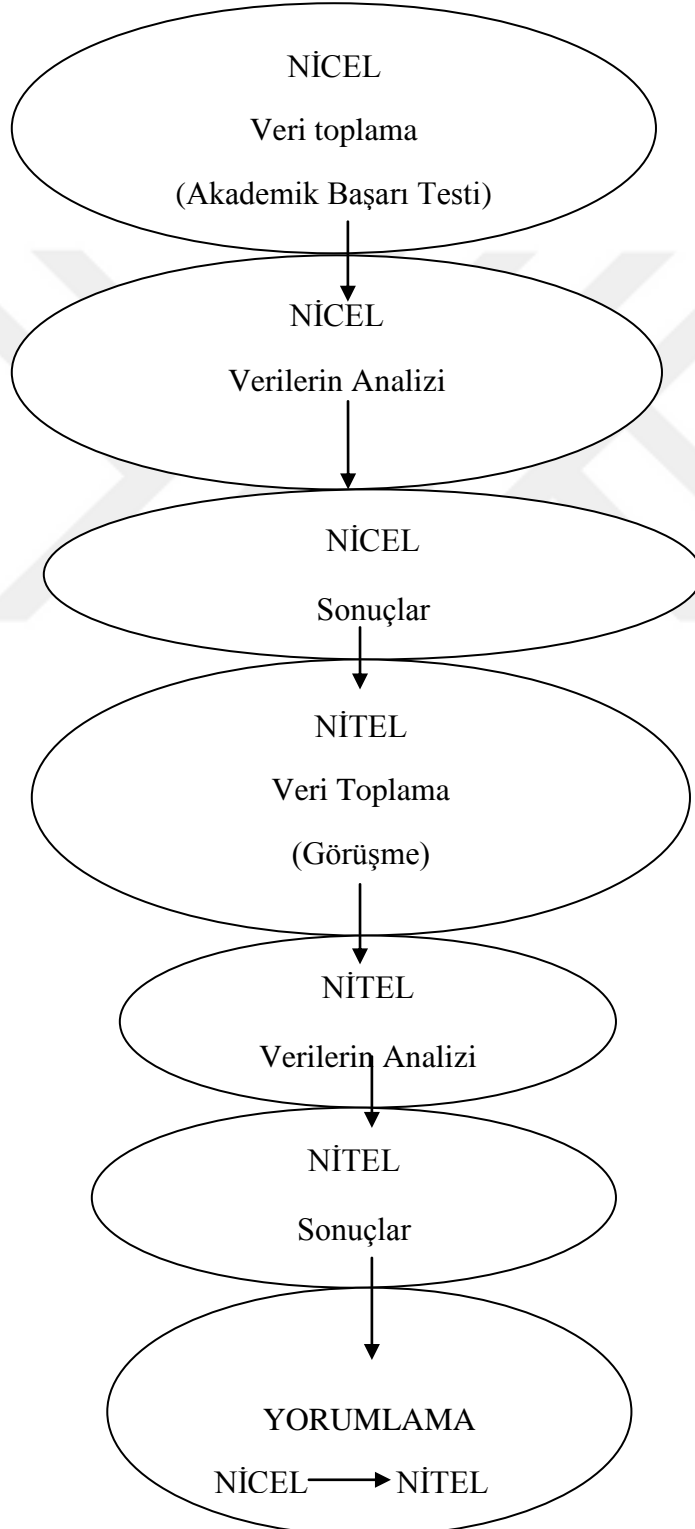 NİCEL
Veri toplama
(Akademik Başarı Testi)
NİCEL
Verilerin Analizi
NİCEL
Sonuçlar
NİTEL
Veri Toplama
(Görüşme)
NİTEL
Verilerin Analizi
NİTEL
Sonuçlar
YORUMLAMA
NİCEL NİTEL